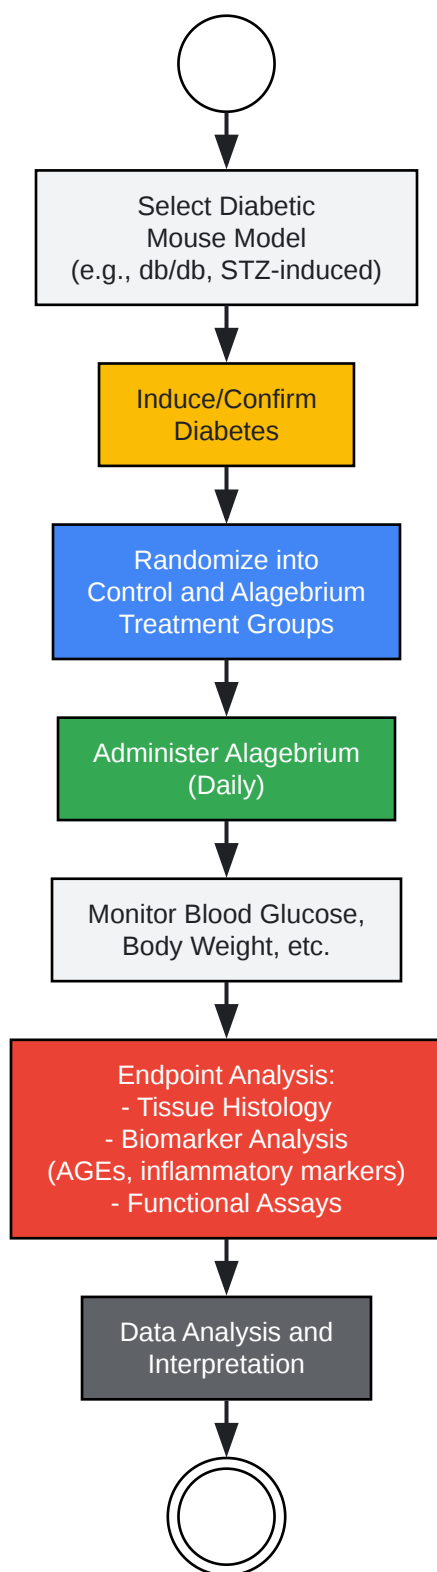 Select Diabetic
Mouse Model
(e.g., db/db, STZ-induced)
Induce/Confirm
Diabetes
Randomize into
Control and Alagebrium
Treatment Groups
Administer Alagebrium
(Daily)
Monitor Blood Glucose,
Body Weight, etc.
Endpoint Analysis:
- Tissue Histology
- Biomarker Analysis
(AGEs, inflammatory markers)
- Functional Assays
Data Analysis and
Interpretation